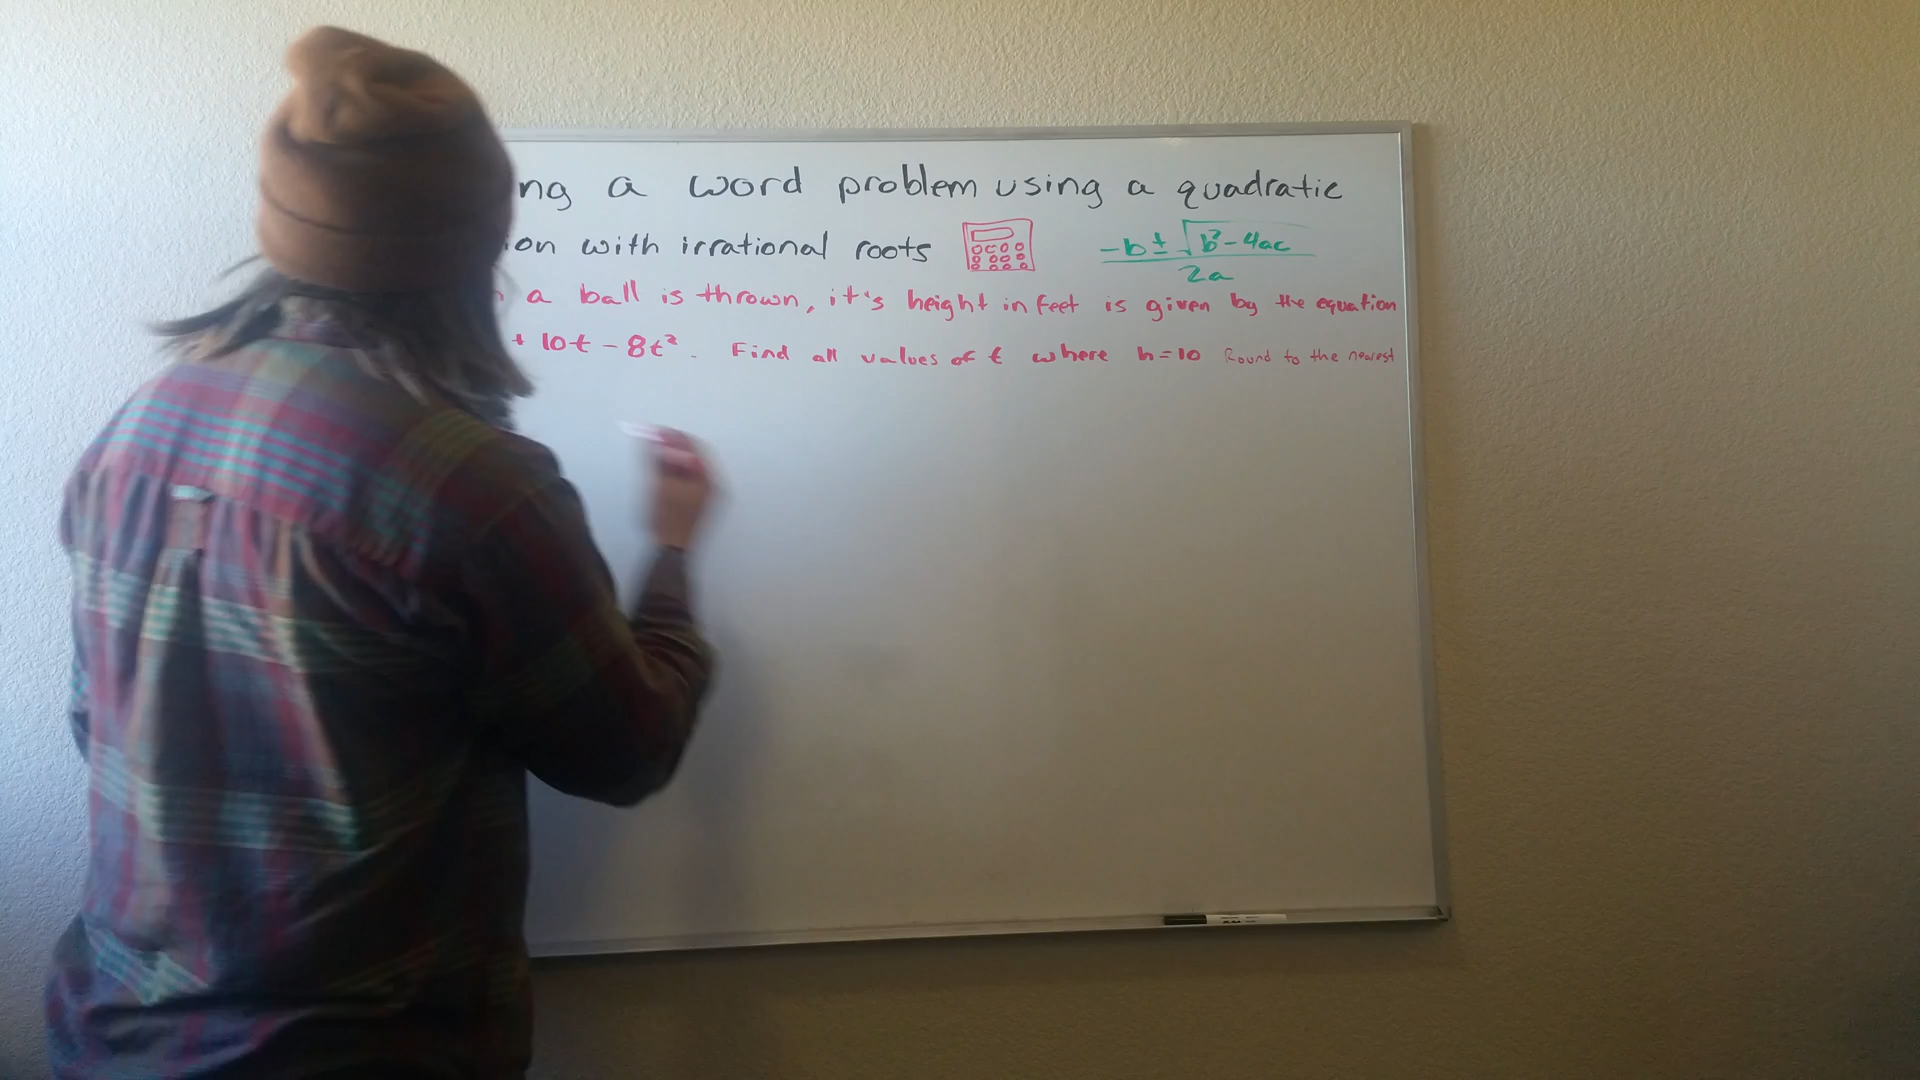 ng a word problem using a quadratic
ion with irrational roots
-b ± √b²-4ac
2a
a ball is thrown, it's height in feet is given by the equation
+ 10t - 8t². Find all values of t where h=10 Round to the nearest